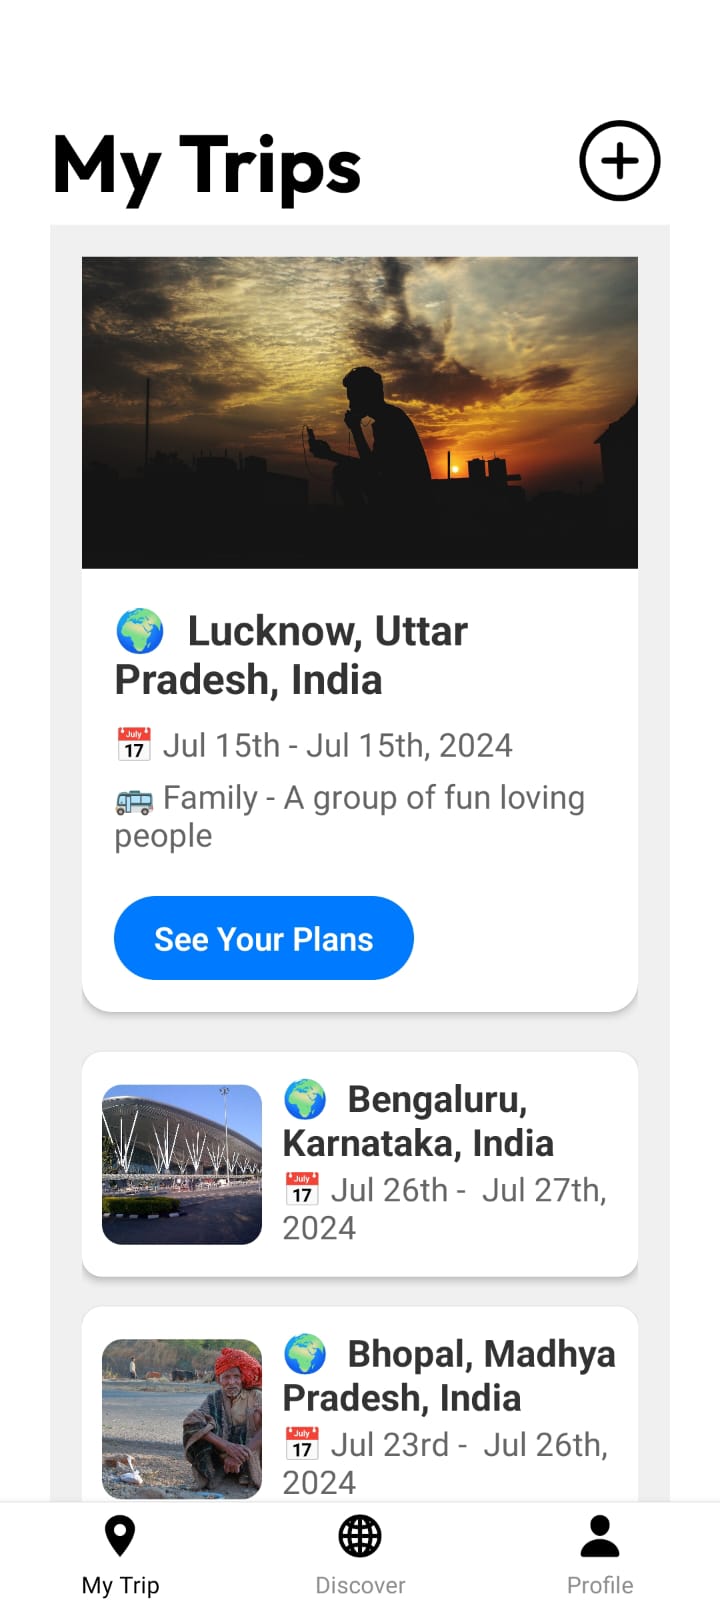 My Trips
Lucknow, Uttar
Pradesh, India
Jul 15th - Jul 15th, 2024
Family - A group of fun loving
people
See Your Plans
Bengaluru,
Karnataka, India
Jul 26th -  Jul 27th,
2024
Bhopal, Madhya
Pradesh, India
Jul 23rd -  Jul 26th,
2024
My Trip
Discover
Profile